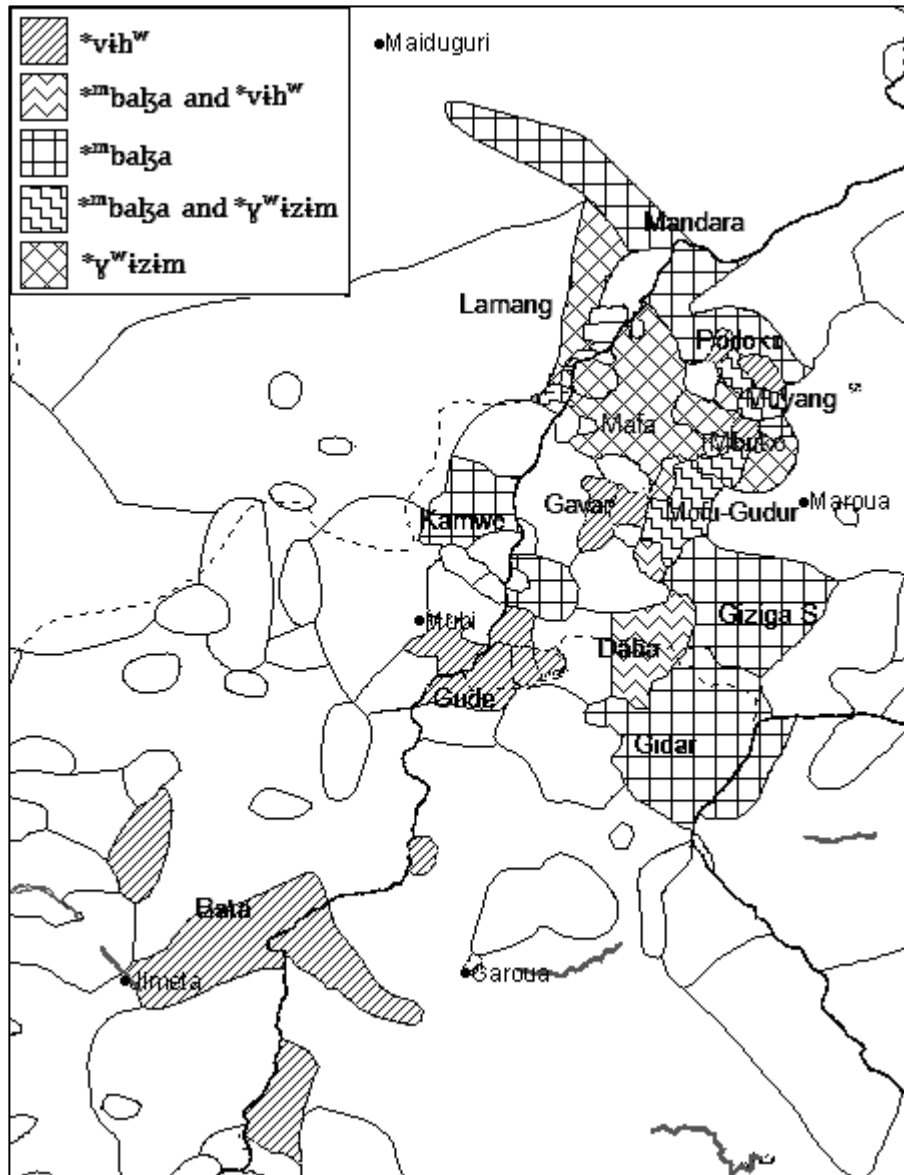 *vɨhʷ
*ᵐbaɮa and *vɨhʷ
*ᵐbaɮa
*ᵐbaɮa and *ɣʷɨzɨm
*ɣʷɨzɨm
Maiduguri
Mandara
Lamang
Podoko
Muyang
Mafa
Mbuko
Gavar
Mofu-Gudur
Maroua
Kamwe
Giziga S
Mubi
Daba
Gude
Gidar
Bata
Jimeta
Garoua